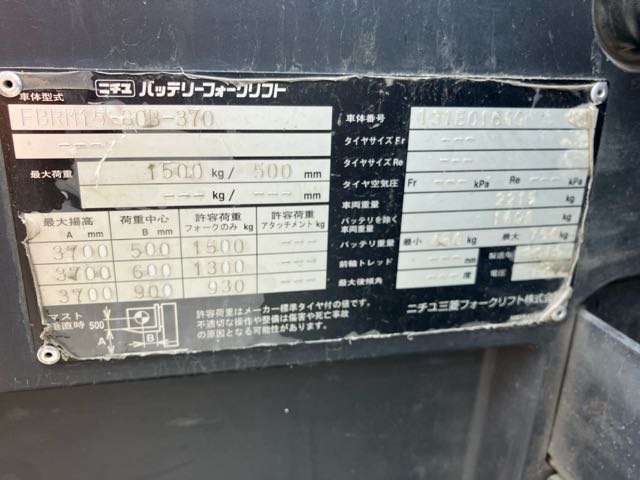 ニチユ バッテリーフォークリフト
車体型式
FBRM15-80B-370
----
最大荷重 1500 kg / 500 mm
--- kg / --- mm
最大揚高 A mm 荷重中心 B mm 許容荷重 フォークのみ kg 許容荷重 アタッチメント kg
3700 500 1500 ---
3700 600 1300 ---
3700 900 930 ---
マスト垂直時 500 A B
許容荷重はメーカー標準タイヤ付の値です。
不適切な操作や整備は傷害や死亡事故
の原因となる可能性があります。
車体番号
タイヤサイズ Fr ---
タイヤサイズ Re ---
タイヤ空気圧 Fr --- kPa Re --- kPa
車両重量 kg
バッテリを除く車両重量 kg
バッテリ重量 最小 kg 最大 kg
前輪トレッド --- mm 製造年
最大後傾角 --- 度 電圧
ニチユ三菱フォークリフト株式